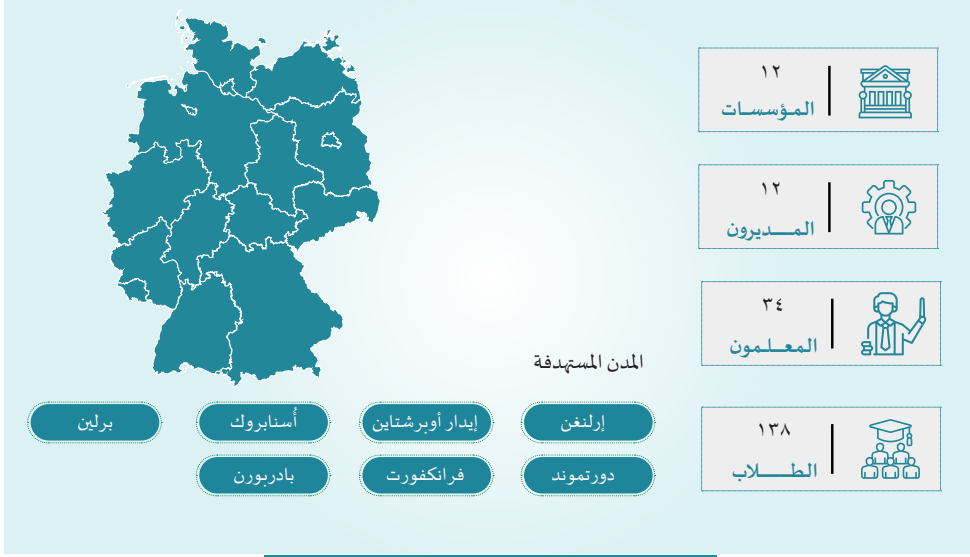 ١٢
المؤسسات
١٢
المديرون
٣٤
المعلمون
١٣٨
الطلاب
المدن المستهدفة
إرلنغن
إيدار أوبرشتاين
أُسنابروك
برلين
دورتموند
فرانكفورت
بادربورن